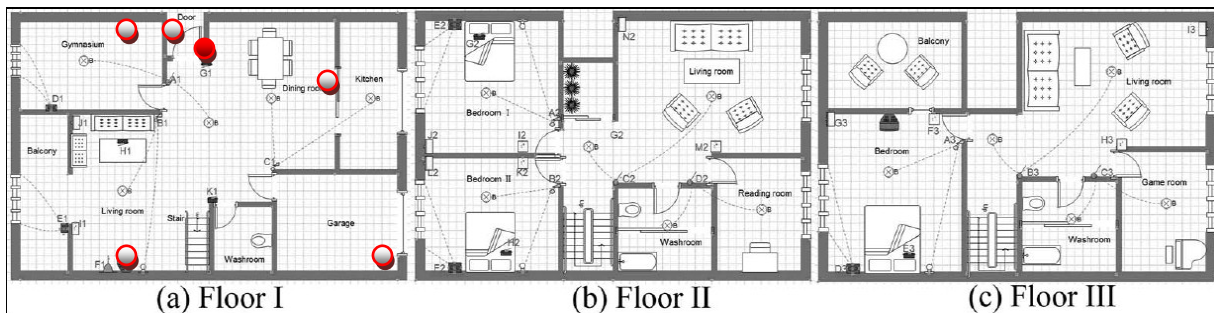 Door
Gymnasium
B
A1
G1
Dining room
Kitchen
B
B
B
D1
J1
B1
H1
Balcony
C1
B
K1
Living room
Stair
E1
I1
Garage
Washroom
F1
(a) Floor I
E2
G2
N2
Living room
B
A2
Bedroom I
B
G2
J2
I2
M2
B
L2
K2
Bedroom II
B2
C2
D2
B
Reading room
B
B
H2
Washroom
F2
(b) Floor II
I3
Balcony
B
Living room
G3
F3
A3
B
H3
Bedroom
B
B3
C3
Game room
B
B
Washroom
E3
D3
(c) Floor III